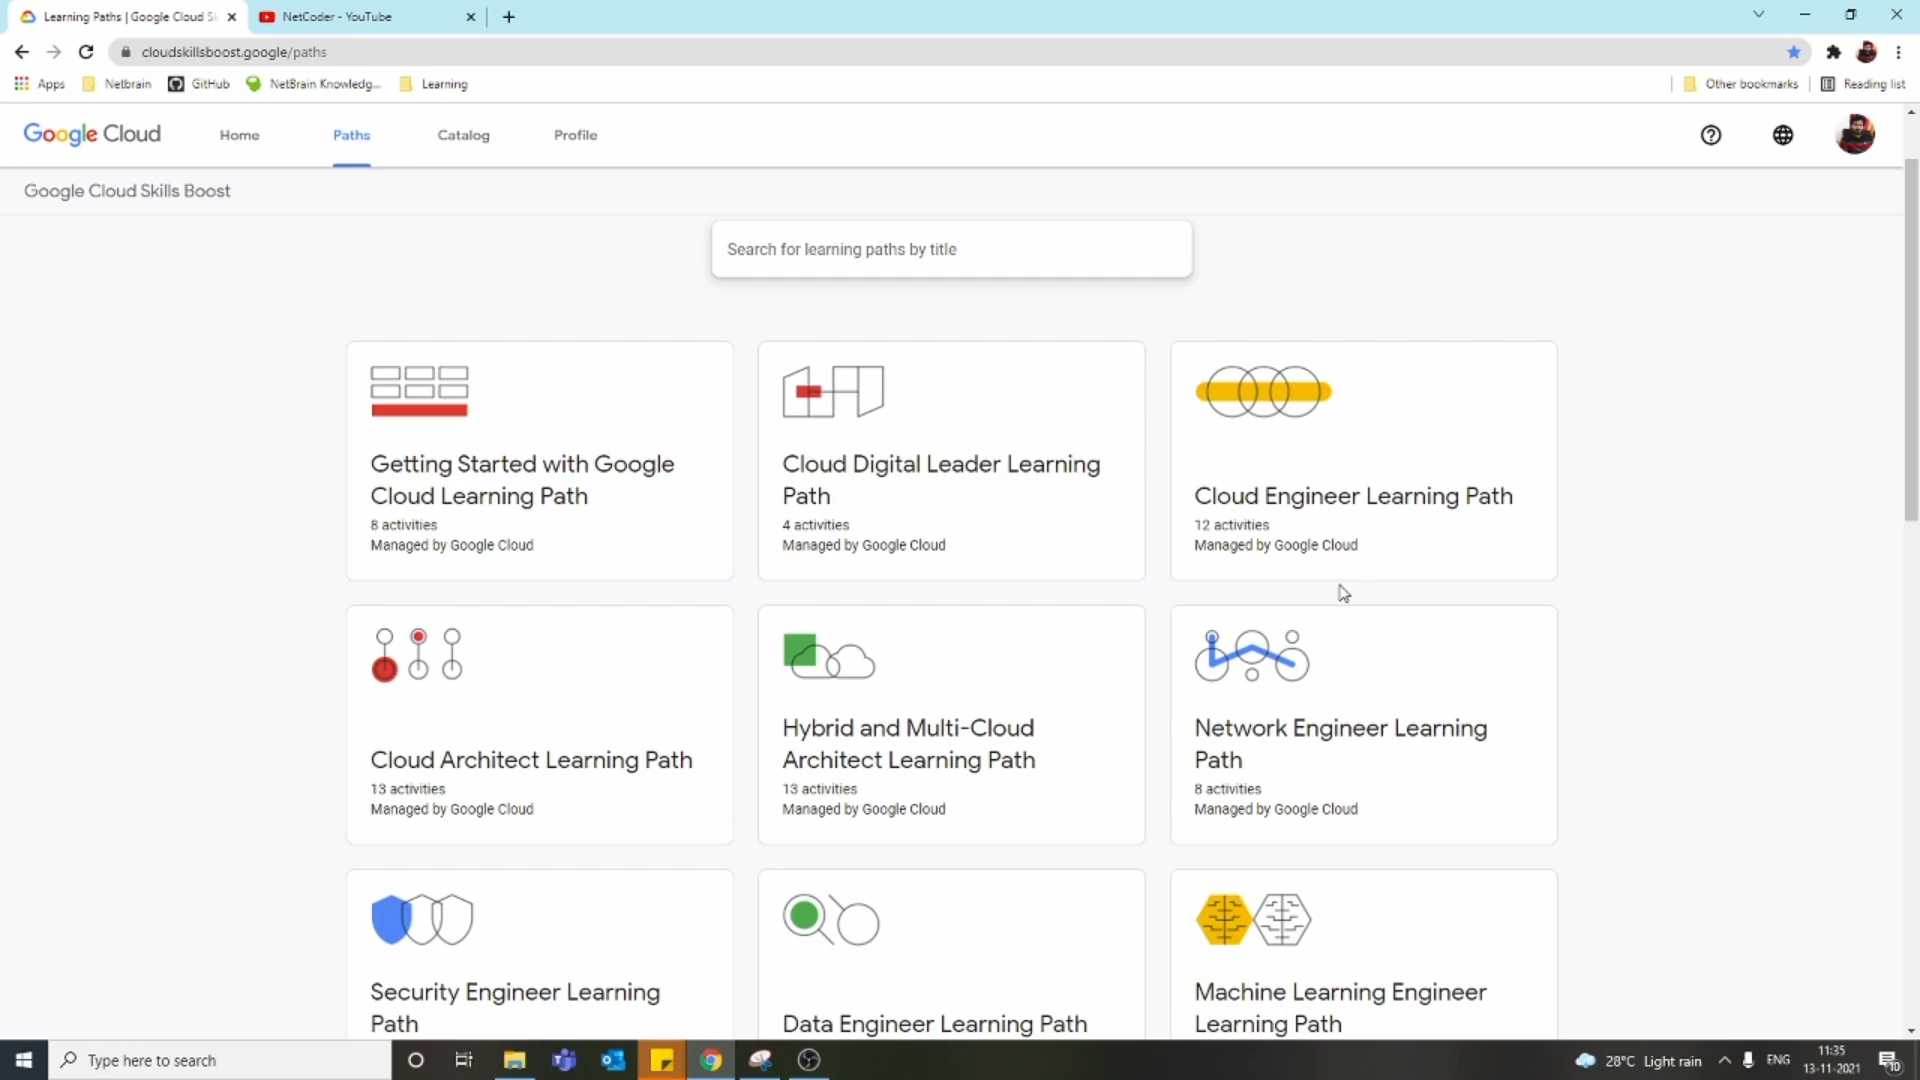 Learning Paths | Google Cloud S
NetCoder - YouTube
cloudskillsboost.google/paths
Apps
Netbrain
GitHub
NetBrain Knowledg...
Learning
Other bookmarks
Reading list
Google Cloud
Home
Paths
Catalog
Profile
Google Cloud Skills Boost
Search for learning paths by title
Getting Started with Google
Cloud Learning Path
8 activities
Managed by Google Cloud
Cloud Digital Leader Learning
Path
4 activities
Managed by Google Cloud
Cloud Engineer Learning Path
12 activities
Managed by Google Cloud
Cloud Architect Learning Path
13 activities
Managed by Google Cloud
Hybrid and Multi-Cloud
Architect Learning Path
13 activities
Managed by Google Cloud
Network Engineer Learning
Path
8 activities
Managed by Google Cloud
Security Engineer Learning
Path
Data Engineer Learning Path
Machine Learning Engineer
Learning Path
Type here to search
28°C Light rain
ENG
11:35
13-11-2021
10